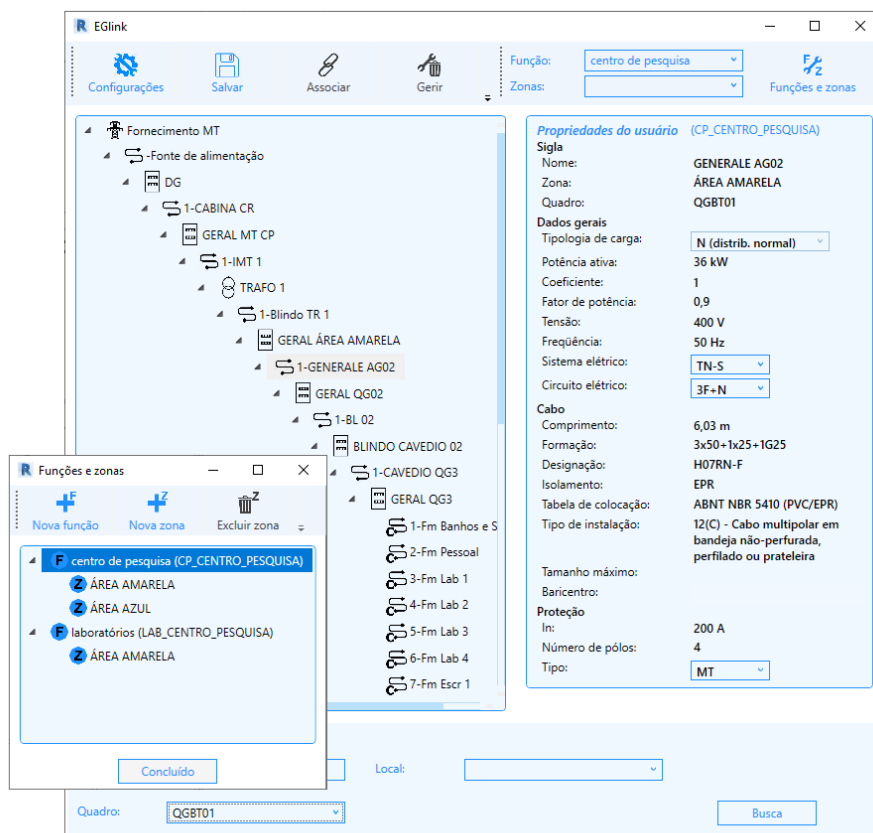 EGlink
Configurações
Salvar
Associar
Gerir
Função:
centro de pesquisa
Zonas:
Funções e zonas
Fornecimento MT
-Fonte de alimentação
DG
1-CABINA CR
GERAL MT CP
1-IMT 1
TRAFO 1
1-Blindo TR 1
GERAL ÁREA AMARELA
1-GENERALE AG02
GERAL QG02
1-BL 02
BLINDO CAVEDIO 02
1-CAVEDIO QG3
GERAL QG3
1-Fm Banhos e S
2-Fm Pessoal
3-Fm Lab 1
4-Fm Lab 2
5-Fm Lab 3
6-Fm Lab 4
7-Fm Escr 1
Propriedades do usuário (CP_CENTRO_PESQUISA)
Sigla
Nome: GENERALE AG02
Zona: ÁREA AMARELA
Quadro: QGBT01
Dados gerais
Tipologia de carga: N (distrib. normal)
Potência ativa: 36 kW
Coeficiente: 1
Fator de potência: 0,9
Tensão: 400 V
Freqüência: 50 Hz
Sistema elétrico: TN-S
Circuito elétrico: 3F+N
Cabo
Comprimento: 6,03 m
Formação: 3x50+1x25+1G25
Designação: H07RN-F
Isolamento: EPR
Tabela de colocação: ABNT NBR 5410 (PVC/EPR)
Tipo de instalação: 12(C) - Cabo multipolar em
bandeja não-perfurada,
perfilado ou prateleira
Tamanho máximo:
Baricentro:
Proteção
In: 200 A
Número de pólos: 4
Tipo: MT
Funções e zonas
Nova função
Nova zona
Excluir zona
F centro de pesquisa (CP_CENTRO_PESQUISA)
Z ÁREA AMARELA
Z ÁREA AZUL
F laboratórios (LAB_CENTRO_PESQUISA)
Z ÁREA AMARELA
Concluído
Local:
Quadro: QGBT01
Busca